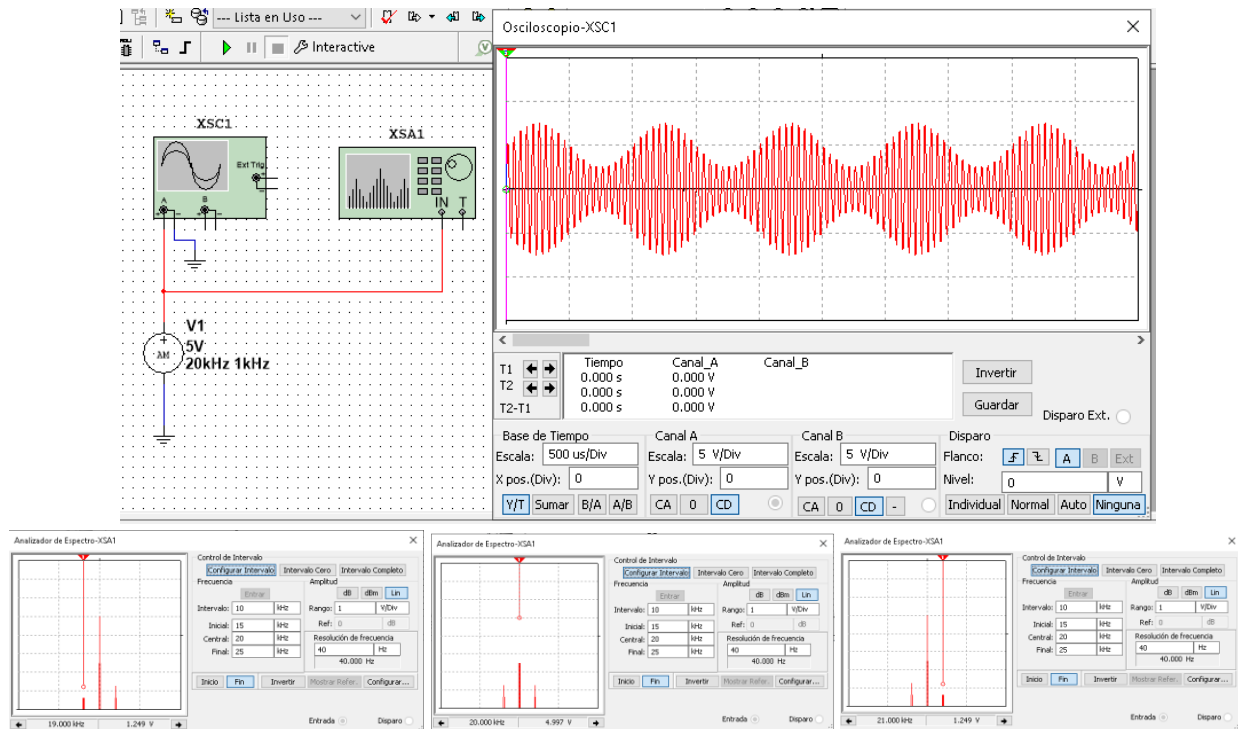 --- Lista en Uso ---
Interactive
XSC1
Ext Trig
A
B
XSA1
IN T
V1
5V
20kHz 1kHz
AM
Osciloscopio-XSC1
Tiempo Canal_A Canal_B
T1 0.000 s 0.000 V
T2 0.000 s 0.000 V
T2-T1 0.000 s 0.000 V
Invertir
Guardar
Disparo Ext.
Base de Tiempo
Escala: 500 us/Div
X pos.(Div): 0
Y/T Sumar B/A A/B
Canal A
Escala: 5 V/Div
Y pos.(Div): 0
CA 0 CD
Canal B
Escala: 5 V/Div
Y pos.(Div): 0
CA 0 CD -
Disparo
Flanco: A B Ext
Nivel: 0 V
Individual Normal Auto Ninguna
Analizador de Espectro-XSA1
Control de Intervalo
Configurar Intervalo Intervalo Cero Intervalo Completo
Frecuencia
Entrar
Intervalo: 10 kHz
Inicial: 15 kHz
Central: 20 kHz
Final: 25 kHz
Amplitud
dB dBm Lin
Rango: 1 V/Div
Ref: 0 dB
Resolución de frecuencia
40 Hz
40.000 Hz
Inicio Fin Invertir Mostrar Refer. Configurar...
19.000 kHz 1.249 V
Entrada Disparo
Analizador de Espectro-XSA1
Control de Intervalo
Configurar Intervalo Intervalo Cero Intervalo Completo
Frecuencia
Entrar
Intervalo: 10 kHz
Inicial: 15 kHz
Central: 20 kHz
Final: 25 kHz
Amplitud
dB dBm Lin
Rango: 1 V/Div
Ref: 0 dB
Resolución de frecuencia
40 Hz
40.000 Hz
Inicio Fin Invertir Mostrar Refer. Configurar...
20.000 kHz 4.997 V
Entrada Disparo
Analizador de Espectro-XSA1
Control de Intervalo
Configurar Intervalo Intervalo Cero Intervalo Completo
Frecuencia
Entrar
Intervalo: 10 kHz
Inicial: 15 kHz
Central: 20 kHz
Final: 25 kHz
Amplitud
dB dBm Lin
Rango: 1 V/Div
Ref: 0 dB
Resolución de frecuencia
40 Hz
40.000 Hz
Inicio Fin Invertir Mostrar Refer. Configurar...
21.000 kHz 1.249 V
Entrada Disparo